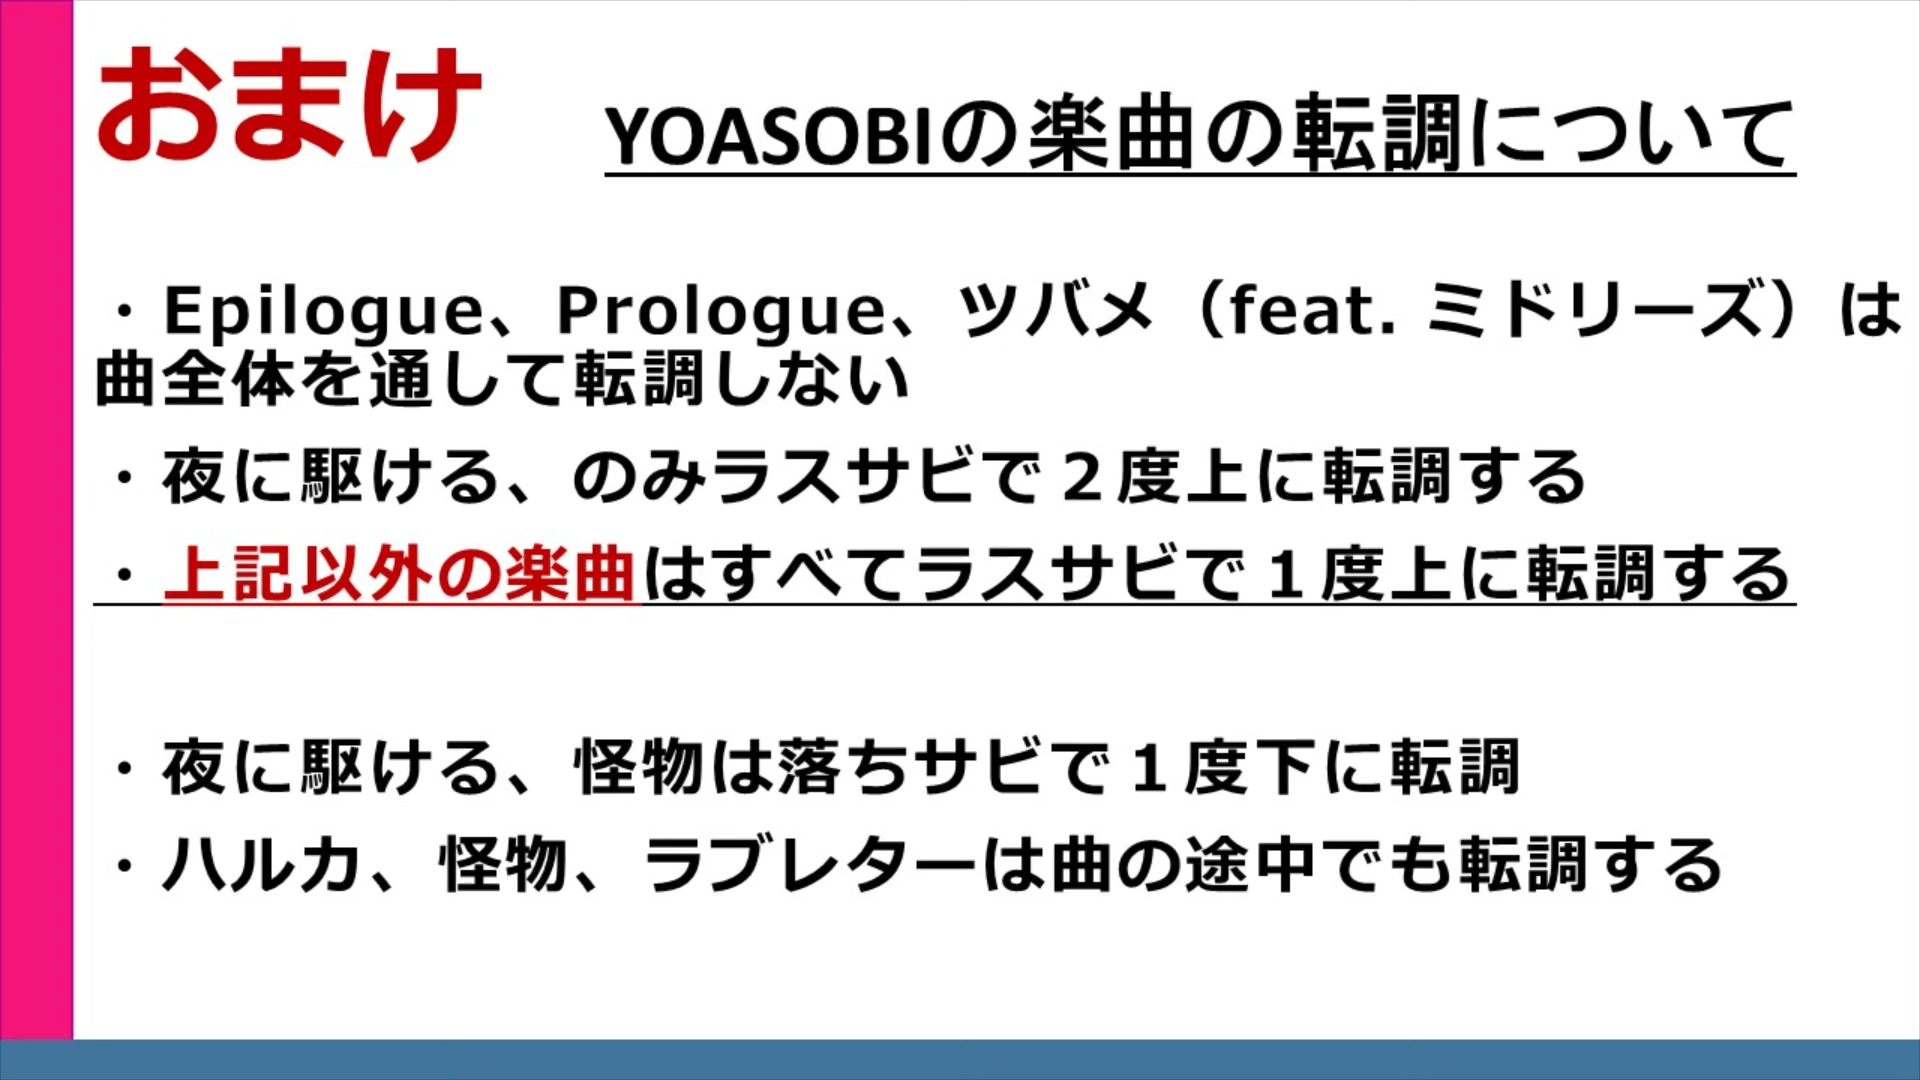 おまけ
YOASOBIの楽曲の転調について
・Epilogue、Prologue、ツバメ（feat. ミドリーズ）は
曲全体を通して転調しない
・夜に駆ける、のみラスサビで２度上に転調する
・上記以外の楽曲はすべてラスサビで１度上に転調する
・夜に駆ける、怪物は落ちサビで１度下に転調
・ハルカ、怪物、ラブレターは曲の途中でも転調する